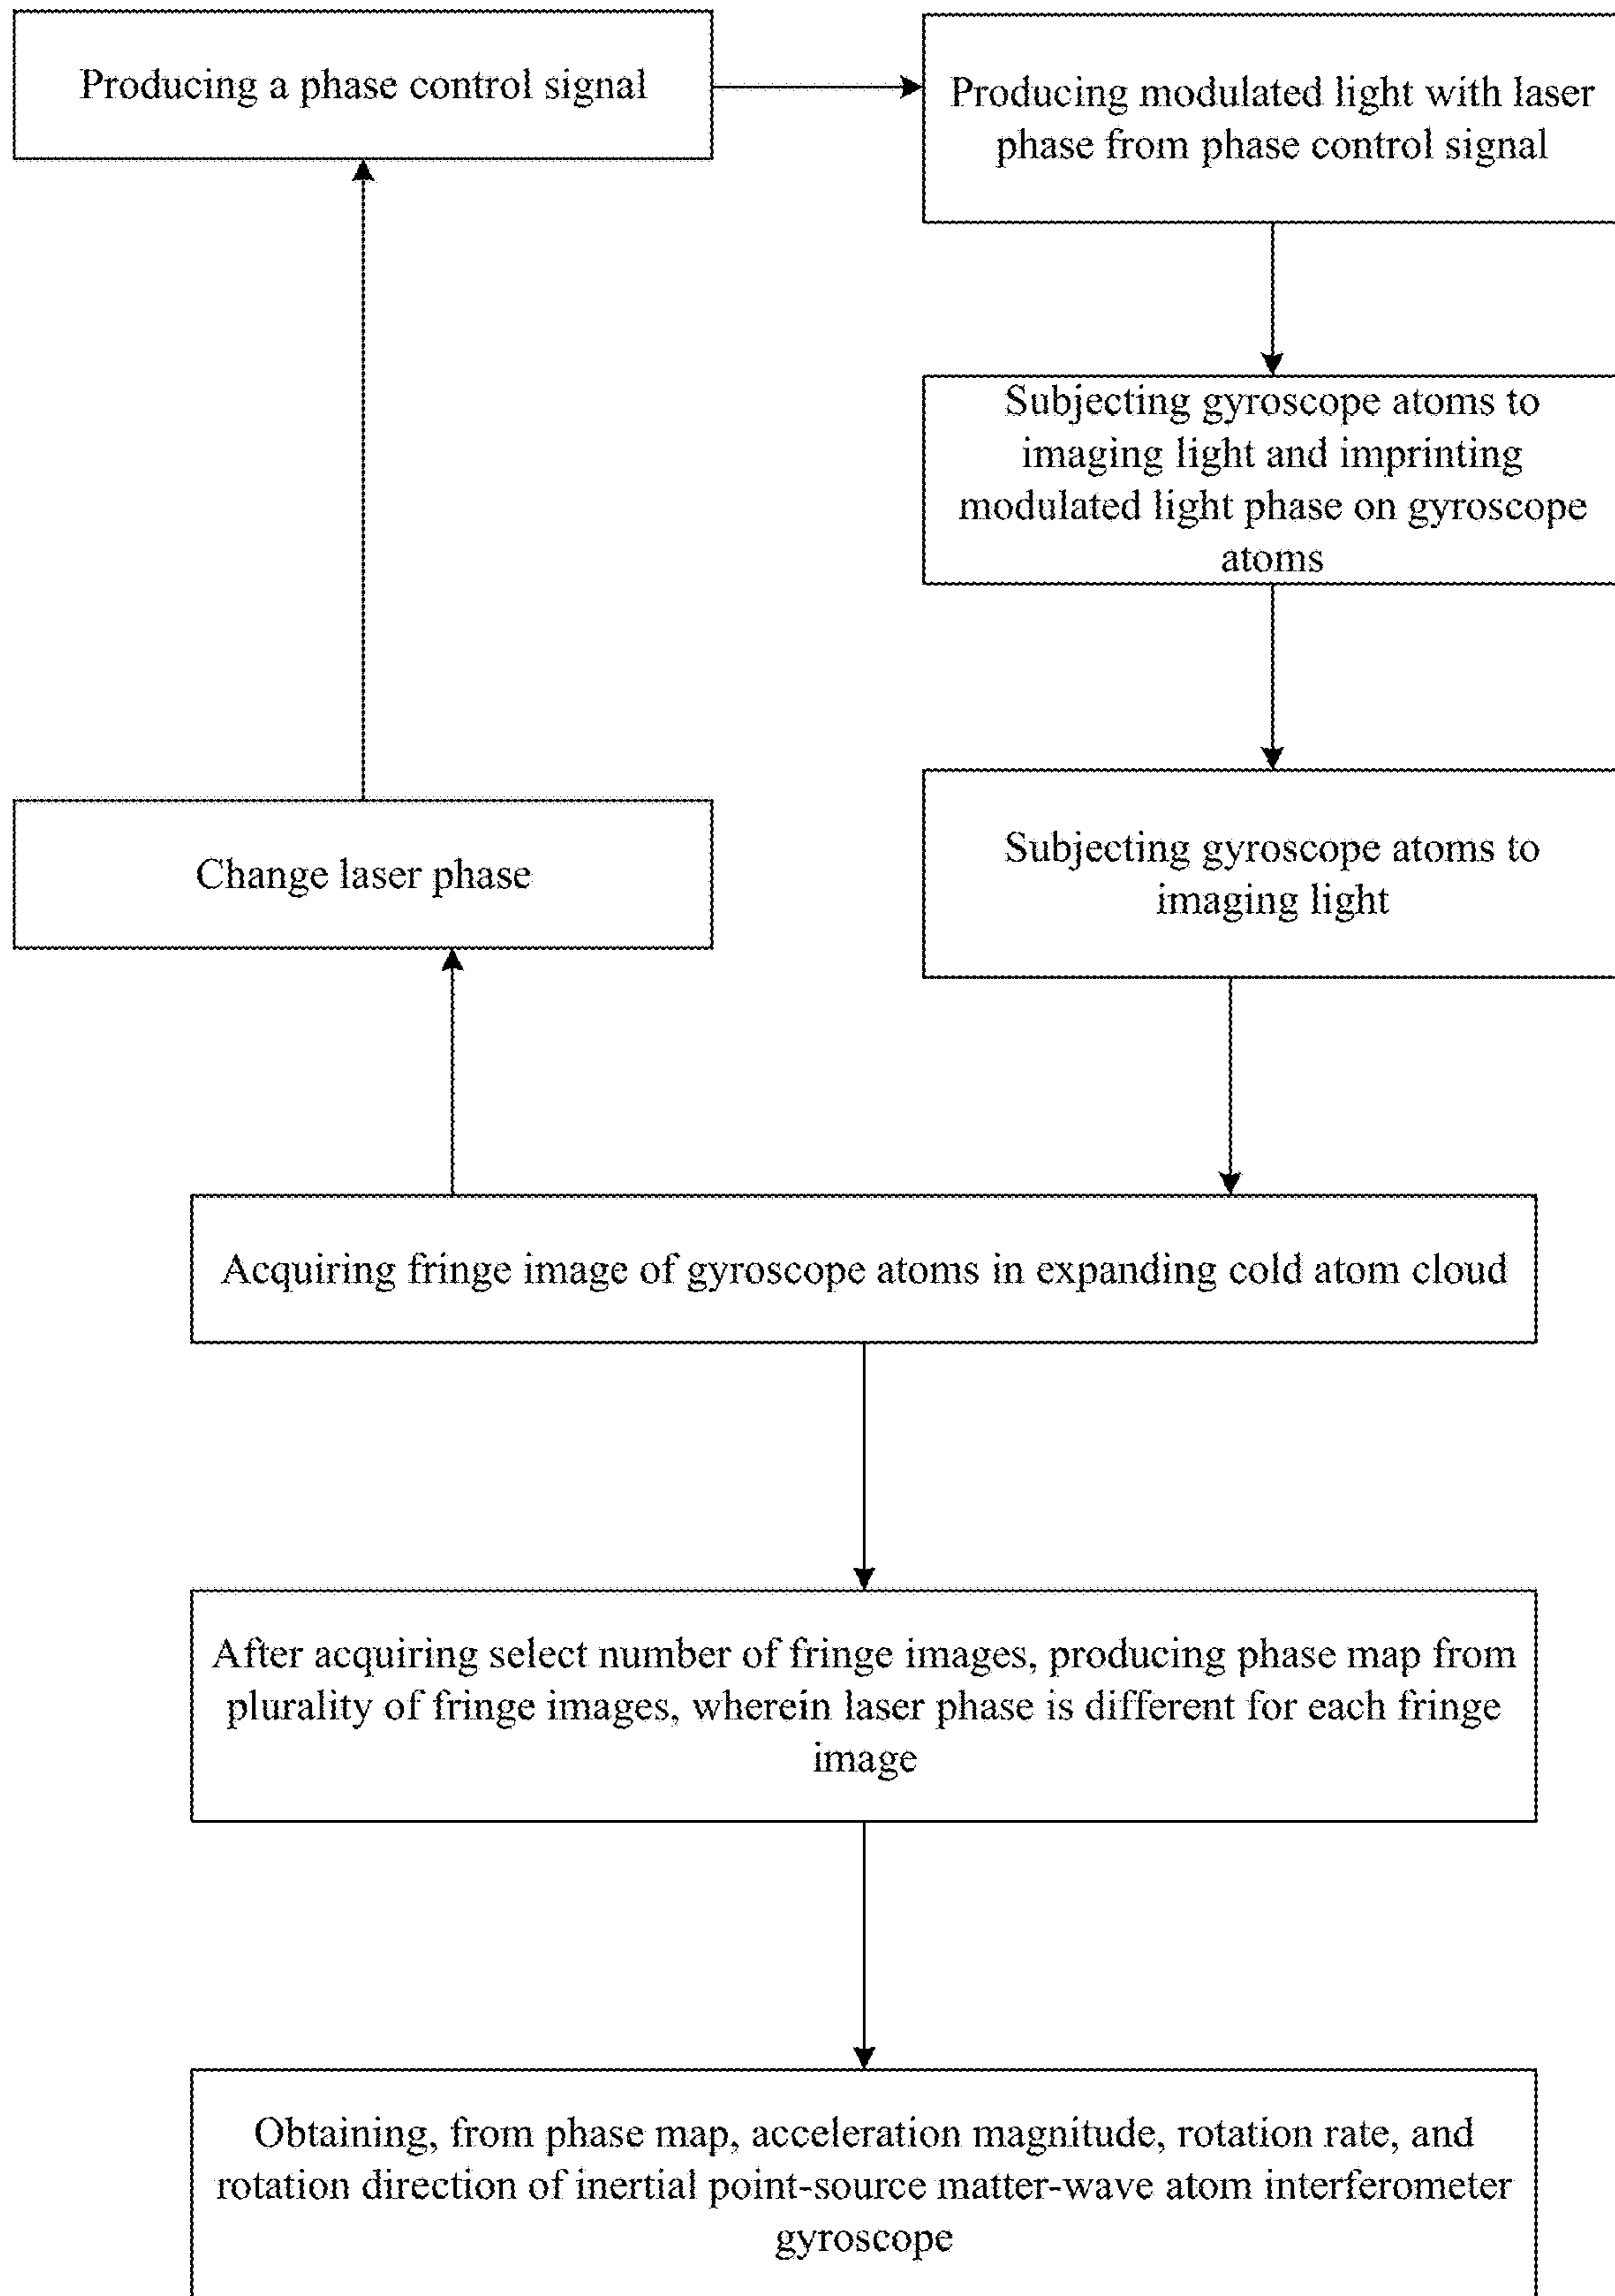 Producing a phase control signal
Producing modulated light with laser
phase from phase control signal
Subjecting gyroscope atoms to
imaging light and imprinting
modulated light phase on gyroscope
atoms
Change laser phase
Subjecting gyroscope atoms to
imaging light
Acquiring fringe image of gyroscope atoms in expanding cold atom cloud
After acquiring select number of fringe images, producing phase map from
plurality of fringe images, wherein laser phase is different for each fringe
image
Obtaining, from phase map, acceleration magnitude, rotation rate, and
rotation direction of inertial point-source matter-wave atom interferometer
gyroscope